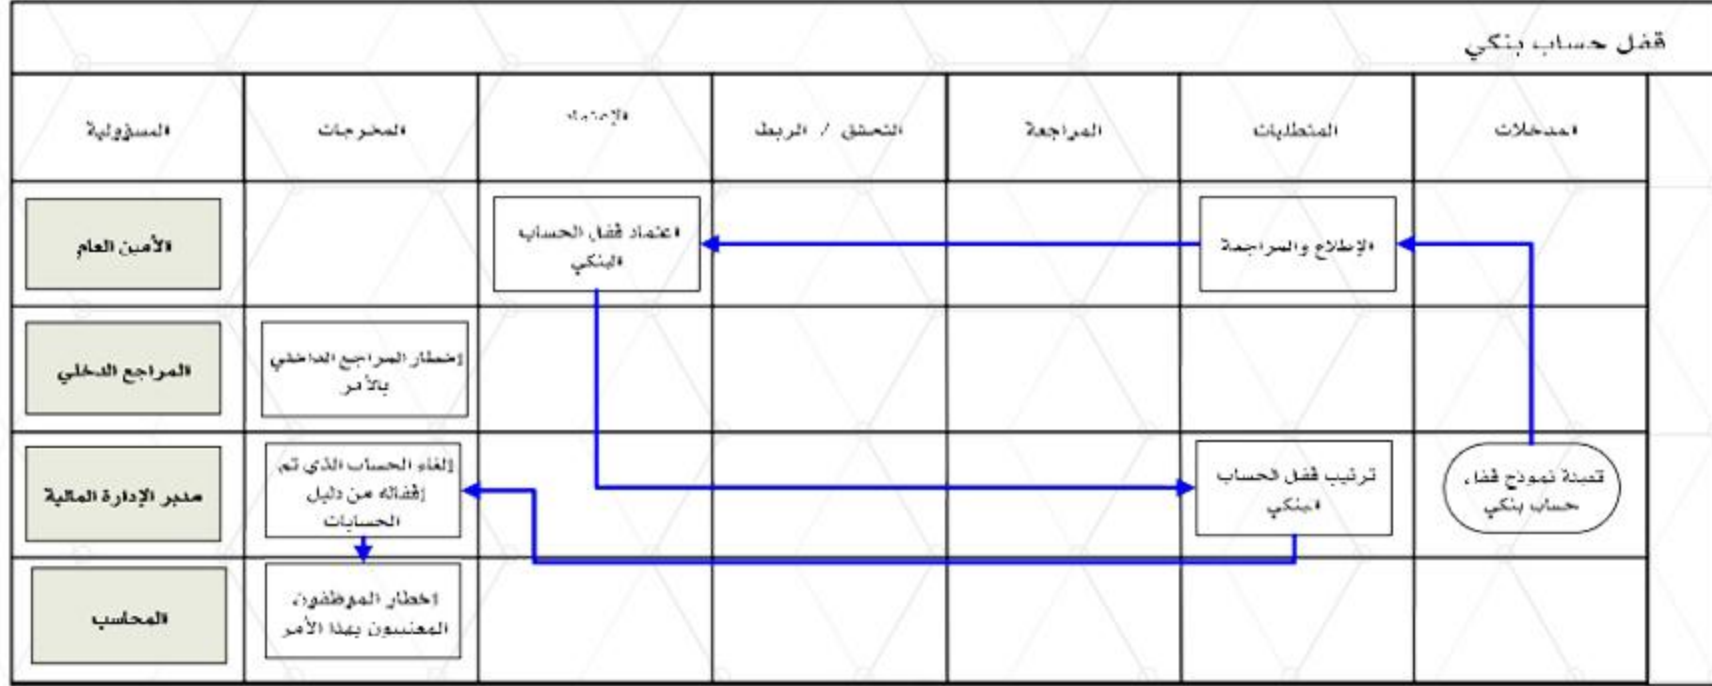 قفل حساب بنكي
المدخلات
المتطلبات
المراجعة
التحقق / الربط
الإعتماد
المخرجات
المسؤولية
الإطلاع والمراجعة
اعتماد قفل الحساب
البنكي
الأمين العام
إخطار المراجع الداخلي
بالأمر
المراجع الدخلي
تعبئة نموذج قفل
حساب بنكي
ترتيب قفل الحساب
البنكي
إلغاء الحساب الذي تم
إقفاله من دليل
الحسابات
مدير الإدارة المالية
إخطار الموظفون
المعنيون بهذا الأمر
المحاسب